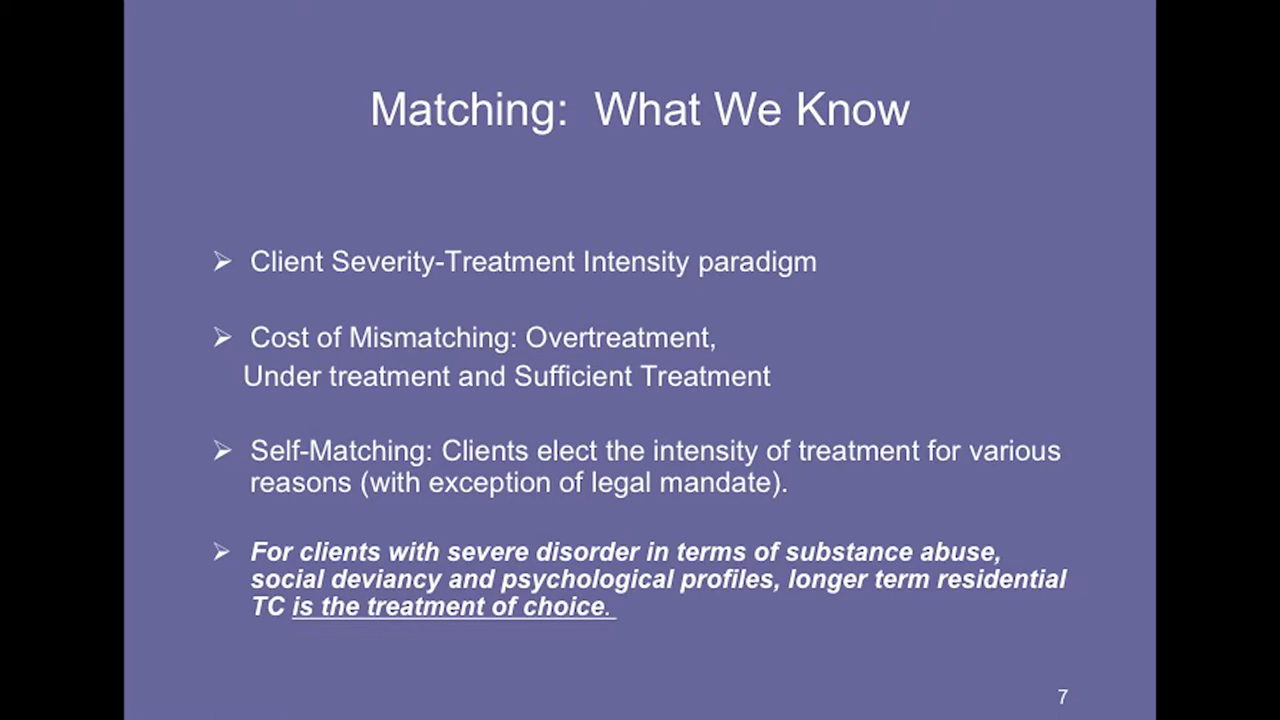 Matching: What We Know
➢ Client Severity-Treatment Intensity paradigm
➢ Cost of Mismatching: Overtreatment,
Under treatment and Sufficient Treatment
➢ Self-Matching: Clients elect the intensity of treatment for various
reasons (with exception of legal mandate).
➢ For clients with severe disorder in terms of substance abuse,
social deviancy and psychological profiles, longer term residential
TC is the treatment of choice.
7